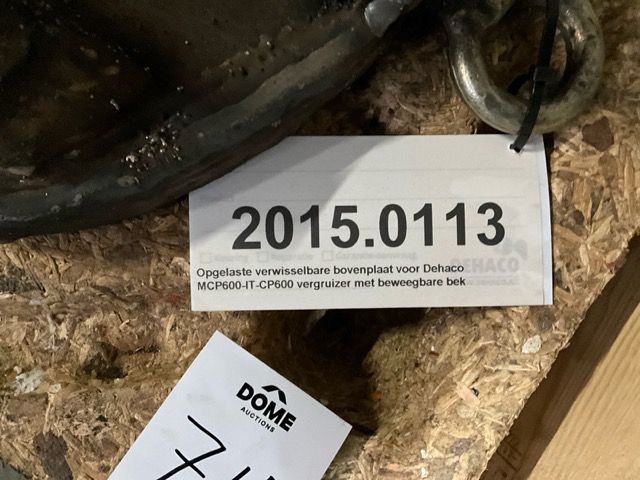 2015.0113
DEHACO
Opgelaste verwisselbare bovenplaat voor Dehaco
MCP600-IT-CP600 vergruizer met beweegbare bek
DOME
AUCTIONS